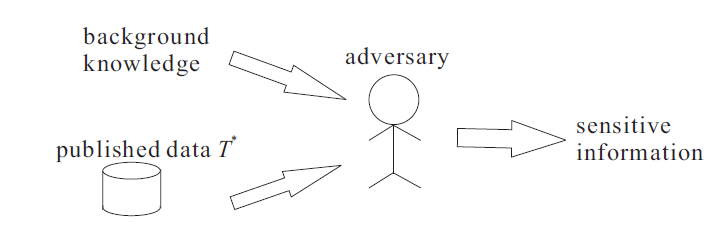 background
knowledge
adversary
published data T*
sensitive
information